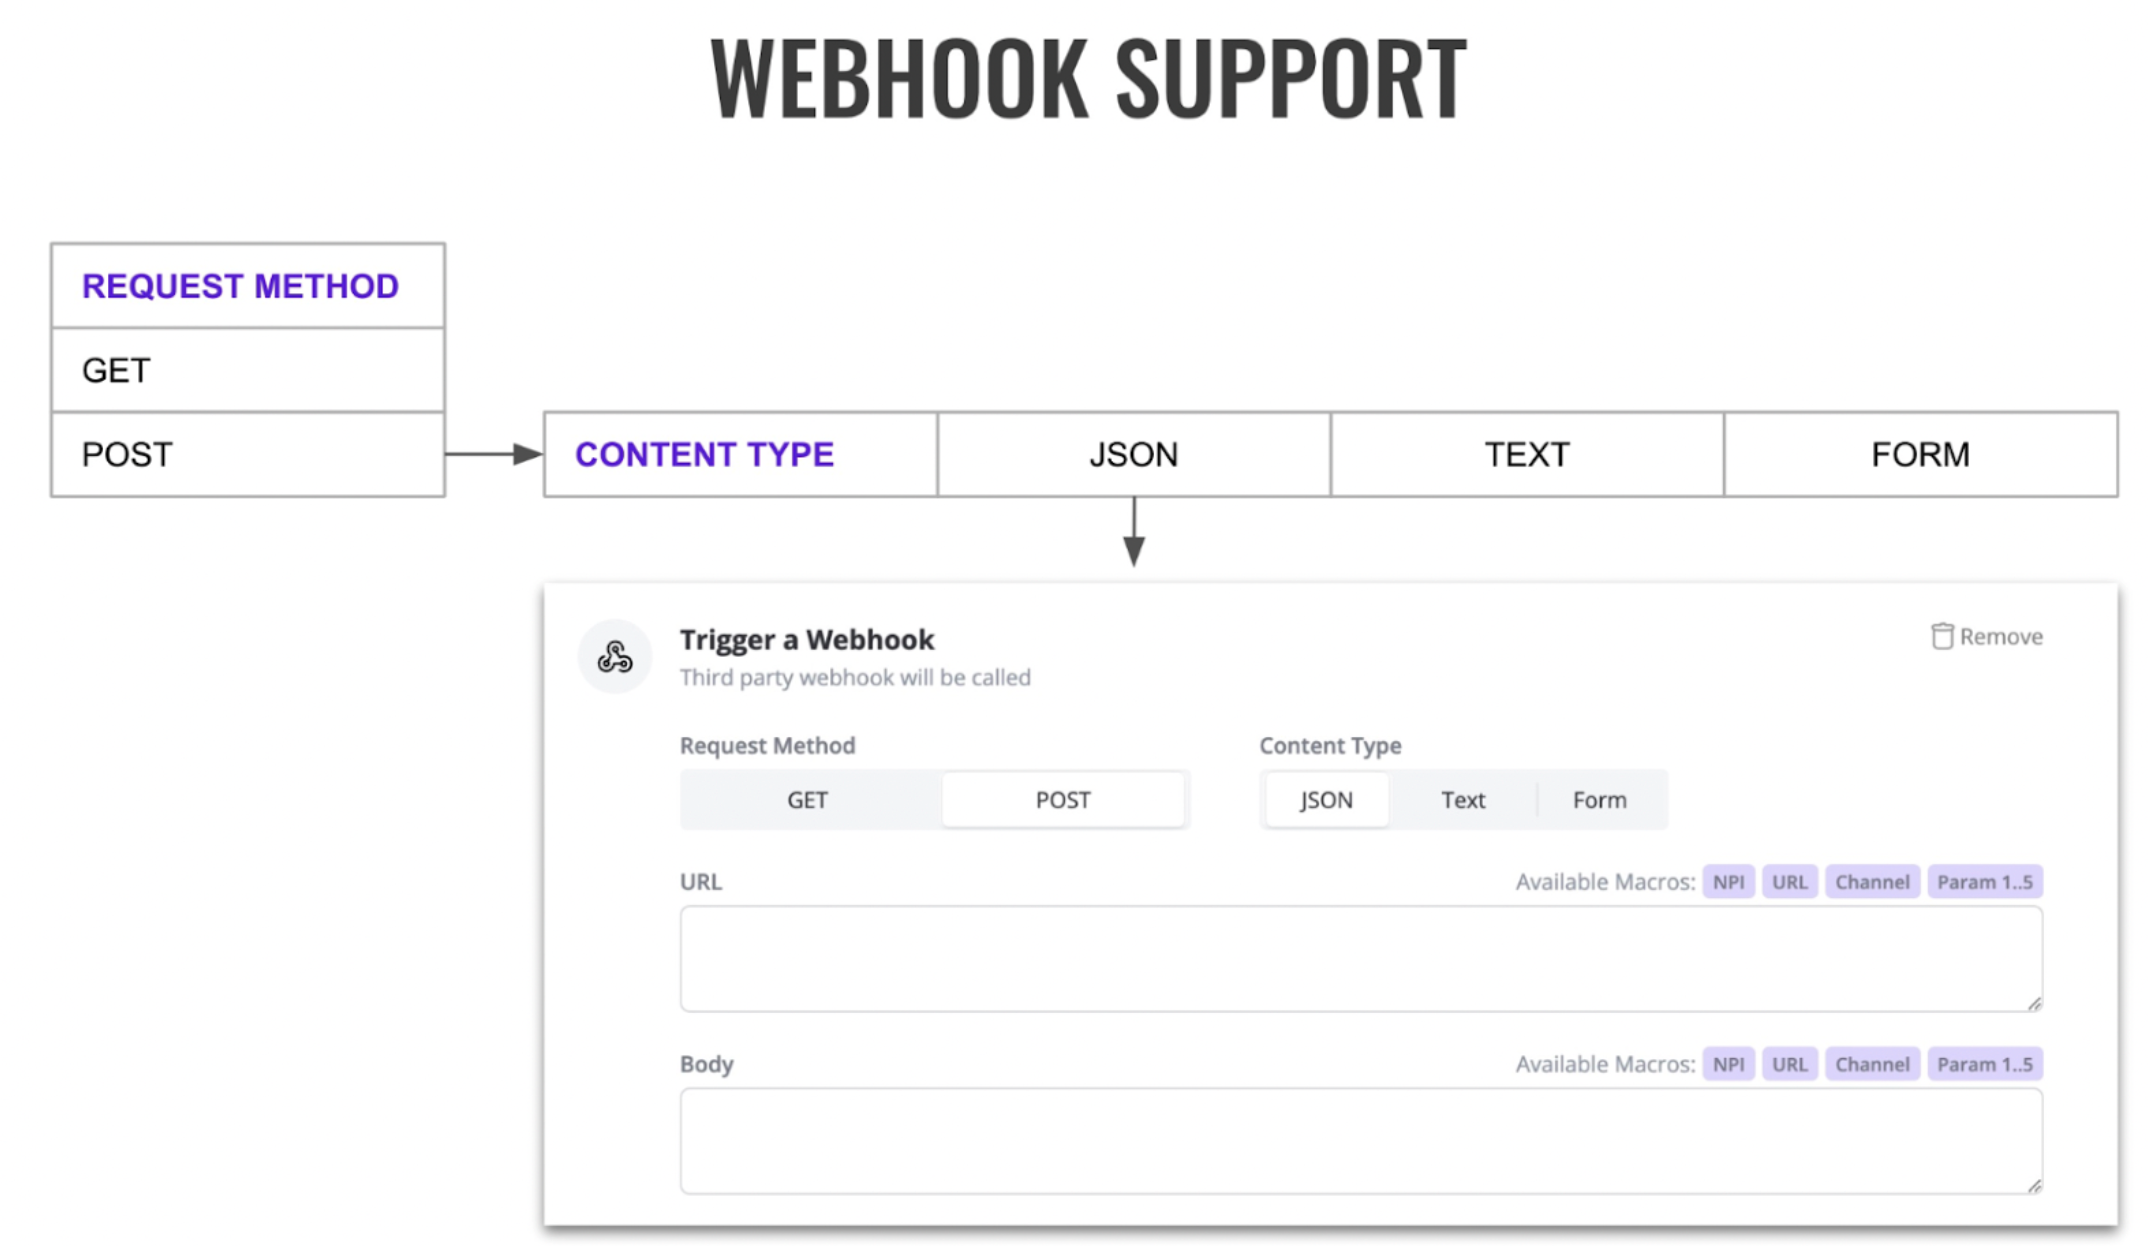 WEBHOOK SUPPORT
REQUEST METHOD
GET
POST
CONTENT TYPE JSON TEXT FORM
Trigger a Webhook
Remove
Third party webhook will be called
Request Method Content Type
GET POST JSON Text Form
URL Available Macros: NPI URL Channel Param 1..5
Body Available Macros: NPI URL Channel Param 1..5